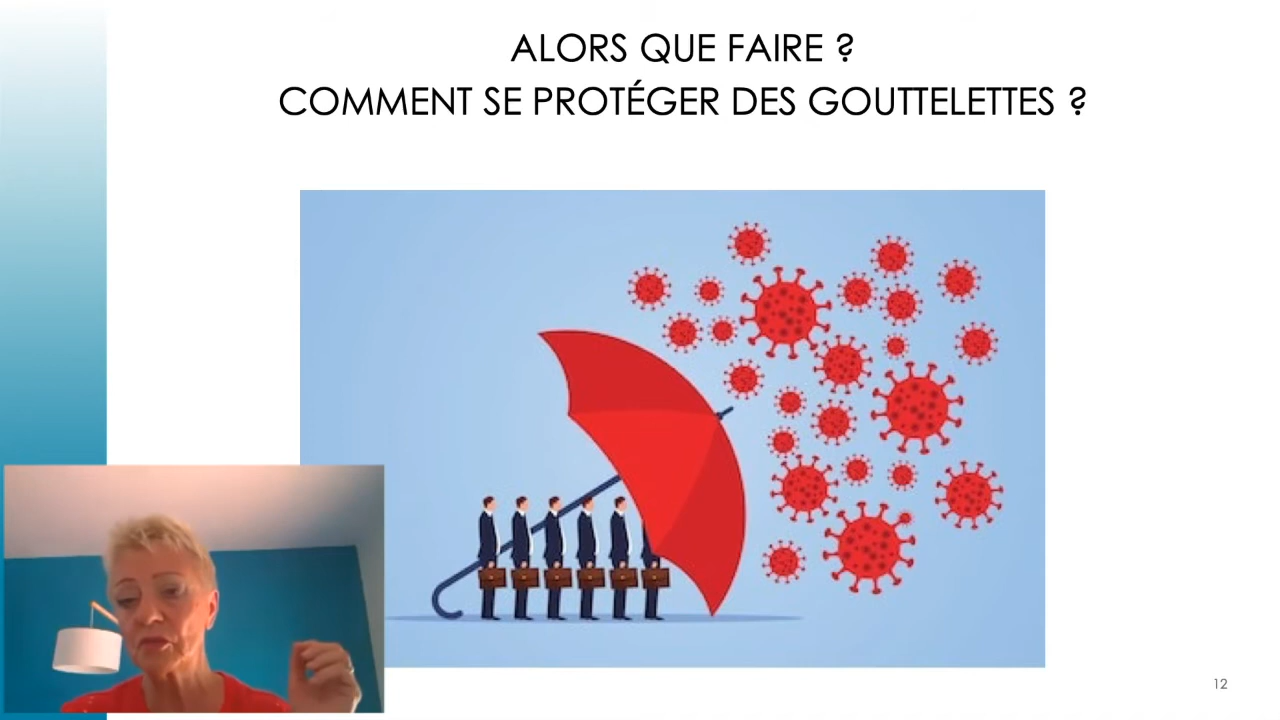 ALORS QUE FAIRE ?
COMMENT SE PROTÉGER DES GOUTTELETTES ?
12